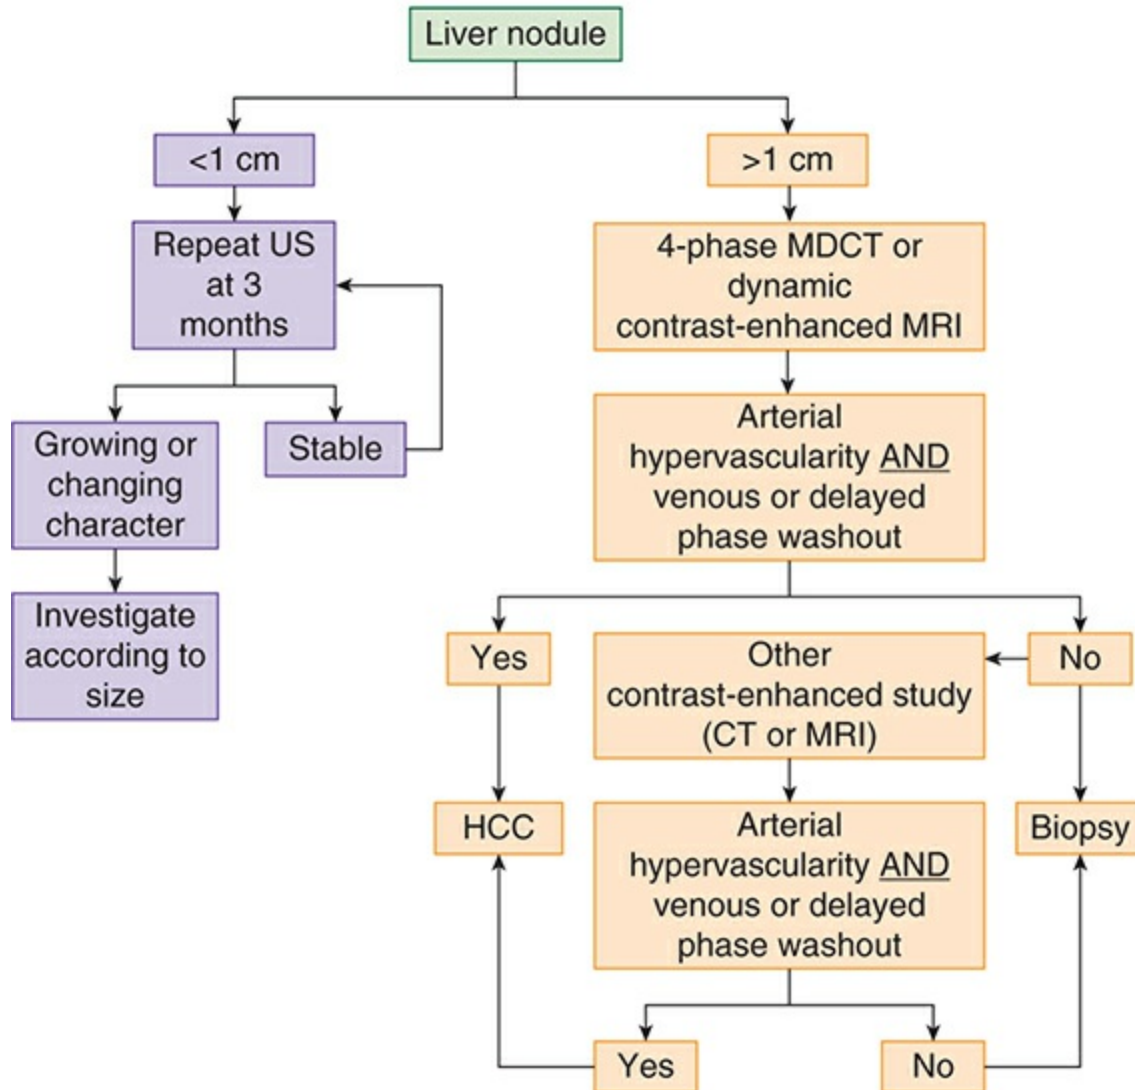 Liver nodule
<1 cm
>1 cm
Repeat US
at 3
months
4-phase MDCT or
dynamic
contrast-enhanced MRI
Growing or
changing
character
Stable
Arterial
hypervascularity AND
venous or delayed
phase washout
Investigate
according to
size
Yes
Other
contrast-enhanced study
(CT or MRI)
No
HCC
Arterial
hypervascularity AND
venous or delayed
phase washout
Biopsy
Yes
No